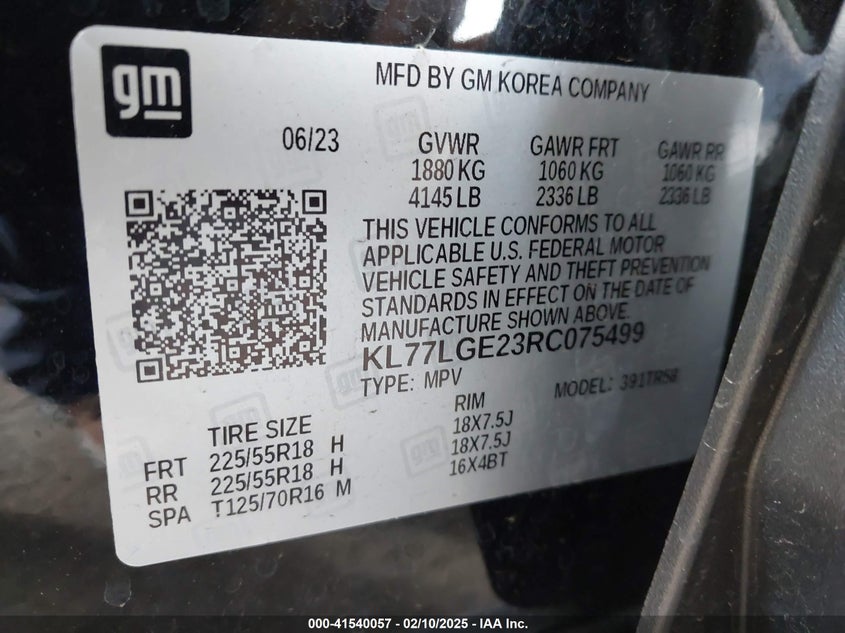 gm
MFD BY GM KOREA COMPANY
06/23 GVWR GAWR FRT GAWR RR
1880 KG 1060 KG 1060 KG
4145 LB 2336 LB 2336 LB
THIS VEHICLE CONFORMS TO ALL
APPLICABLE U.S. FEDERAL MOTOR
VEHICLE SAFETY AND THEFT PREVENTION
STANDARDS IN EFFECT ON THE DATE OF
MANUFACTURE SHOWN ABOVE.
KL77LGE23RC075499
TYPE: MPV MODEL: 391TR58
TIRE SIZE RIM
FRT 225/55R18 H 18X7.5J
RR 225/55R18 H 18X7.5J
SPA T125/70R16 M 16X4BT
000-41540057 - 02/10/2025 - IAA Inc.